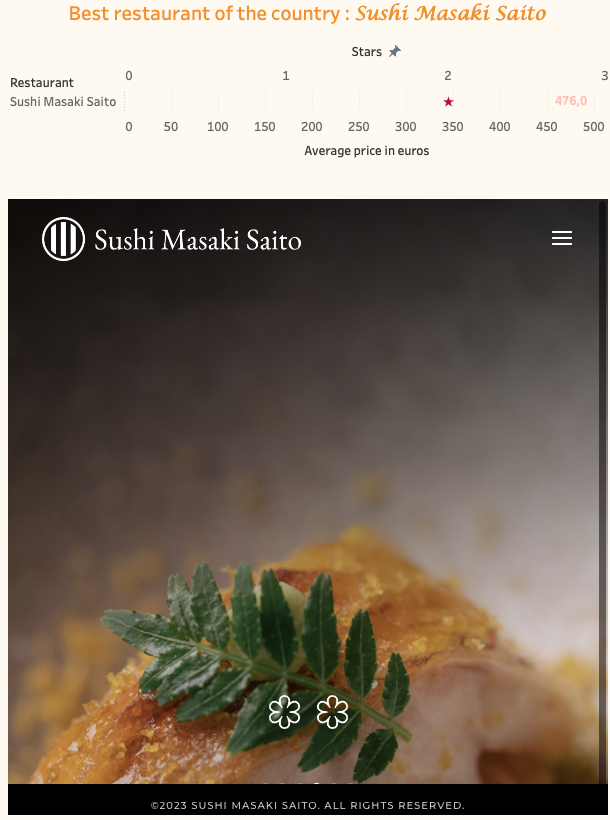 Best restaurant of the country : Sushi Masaki Saito
Stars
Restaurant
0 1 2 3
Sushi Masaki Saito 476,0
0 50 100 150 200 250 300 350 400 450 500
Average price in euros
Sushi Masaki Saito
©2023 SUSHI MASAKI SAITO. ALL RIGHTS RESERVED.